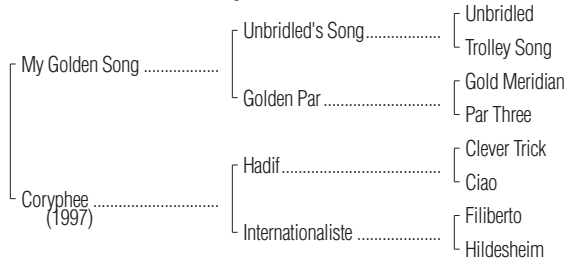 Unbridled
Unbridled's Song..................
Trolley Song
My Golden Song ..................
Gold Meridian
Golden Par............................
Par Three
Clever Trick
Hadif......................................
Ciao
Coryphee .............................
(1997)
Filiberto
Internationaliste ....................
Hildesheim